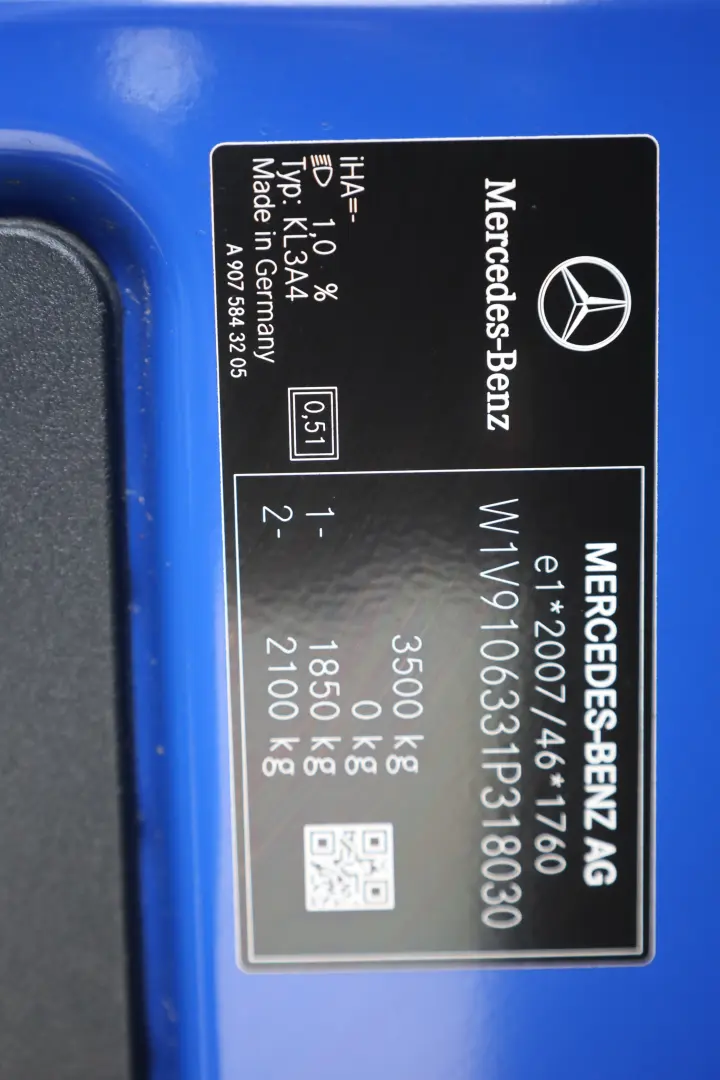 Mercedes-Benz
iHA=-
1,0 %
Typ: KL3A4
Made in Germany
A 907 584 32 05
0,51
MERCEDES-BENZ AG
e1*2007/46*1760
W1V9106331P318030
3500 kg
0 kg
1- 1850 kg
2- 2100 kg